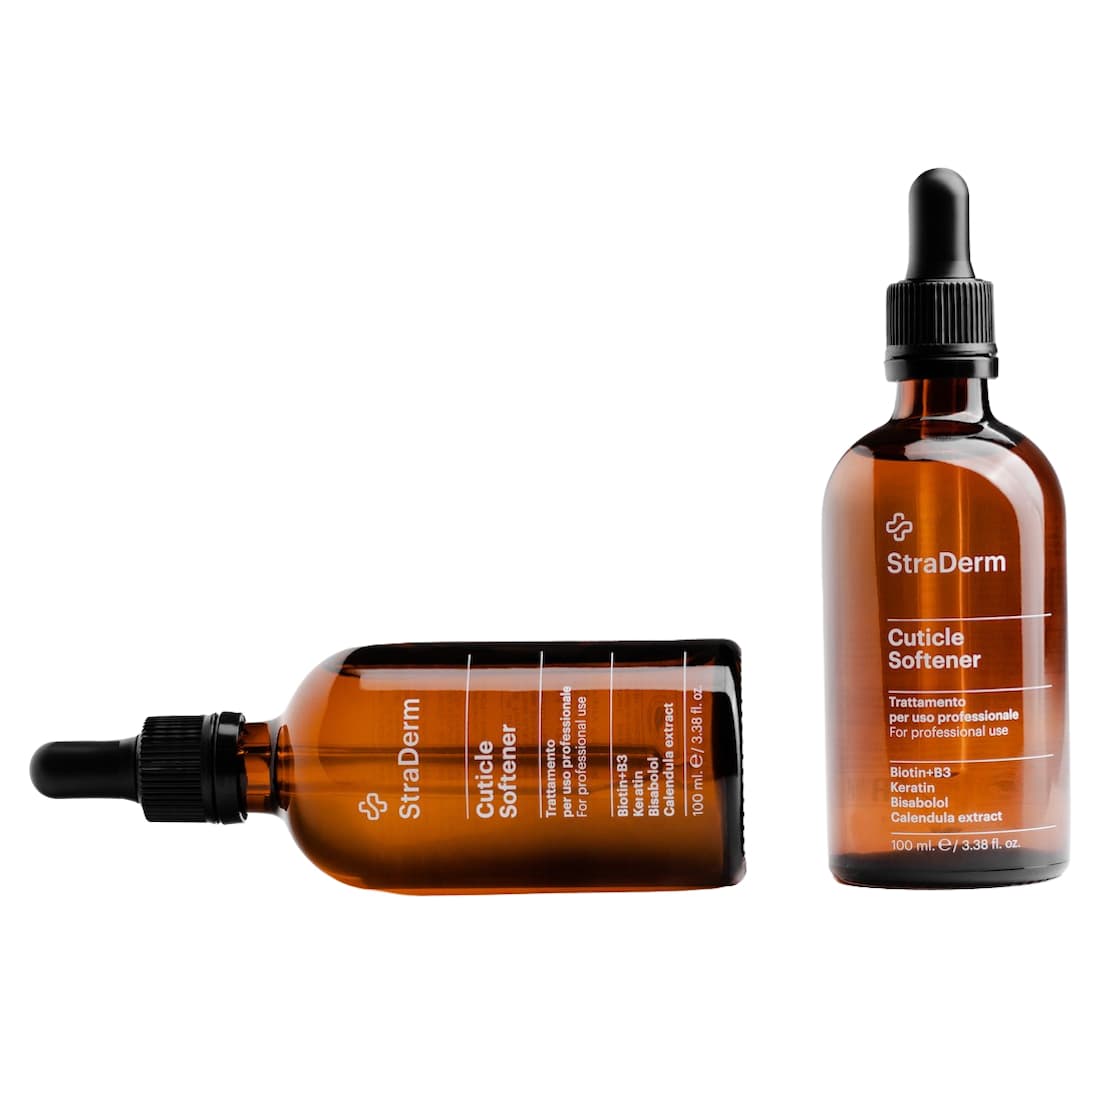 StraDerm
Cuticle
Softener
Trattamento
per uso professionale
For professional use
Biotin+B3
Keratin
Bisabolol
Calendula extract
100 ml. ℮ / 3.38 fl. oz.
StraDerm
Cuticle
Softener
Trattamento
per uso professionale
For professional use
Biotin+B3
Keratin
Bisabolol
Calendula extract
100 ml. ℮ / 3.38 fl. oz.